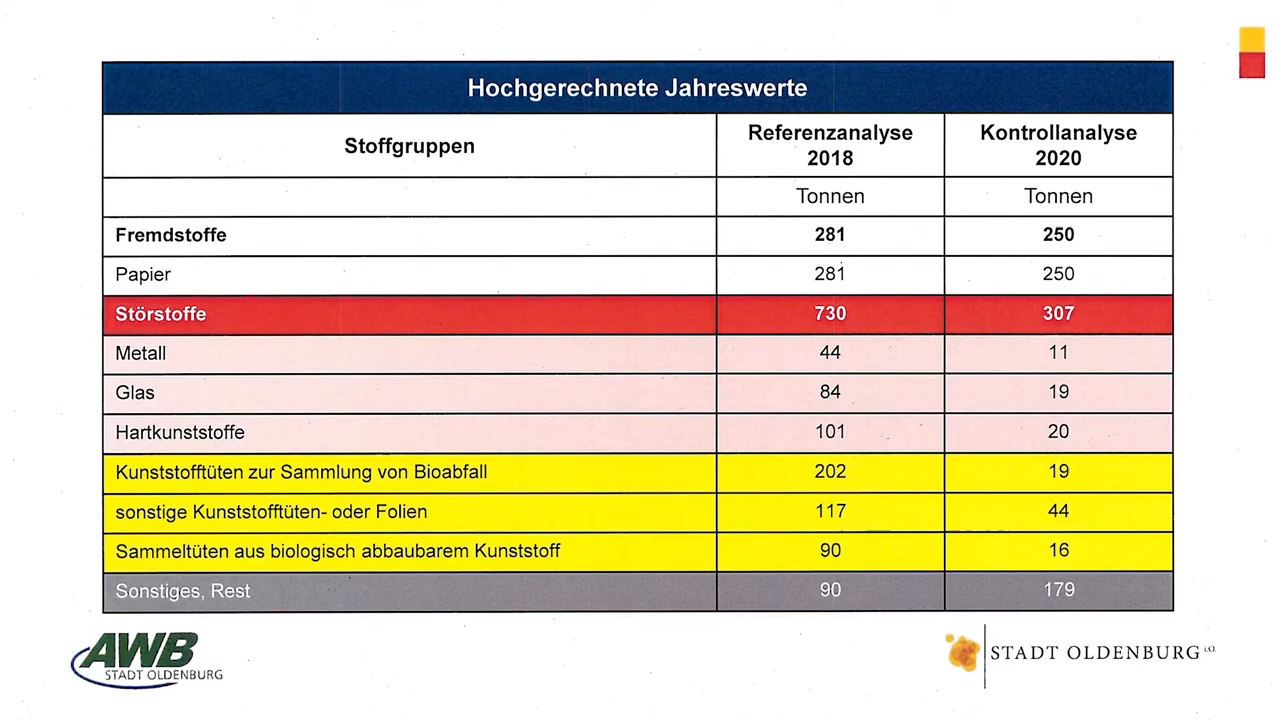 Hochgerechnete Jahreswerte
Stoffgruppen Referenzanalyse 2018 Kontrollanalyse 2020
Tonnen Tonnen
Fremdstoffe 281 250
Papier 281 250
Störstoffe 730 307
Metall 44 11
Glas 84 19
Hartkunststoffe 101 20
Kunststofftüten zur Sammlung von Bioabfall 202 19
sonstige Kunststofftüten- oder Folien 117 44
Sammeltüten aus biologisch abbaubarem Kunststoff 90 16
Sonstiges, Rest 90 179
AWB
STADT OLDENBURG
STADT OLDENBURG i.O.